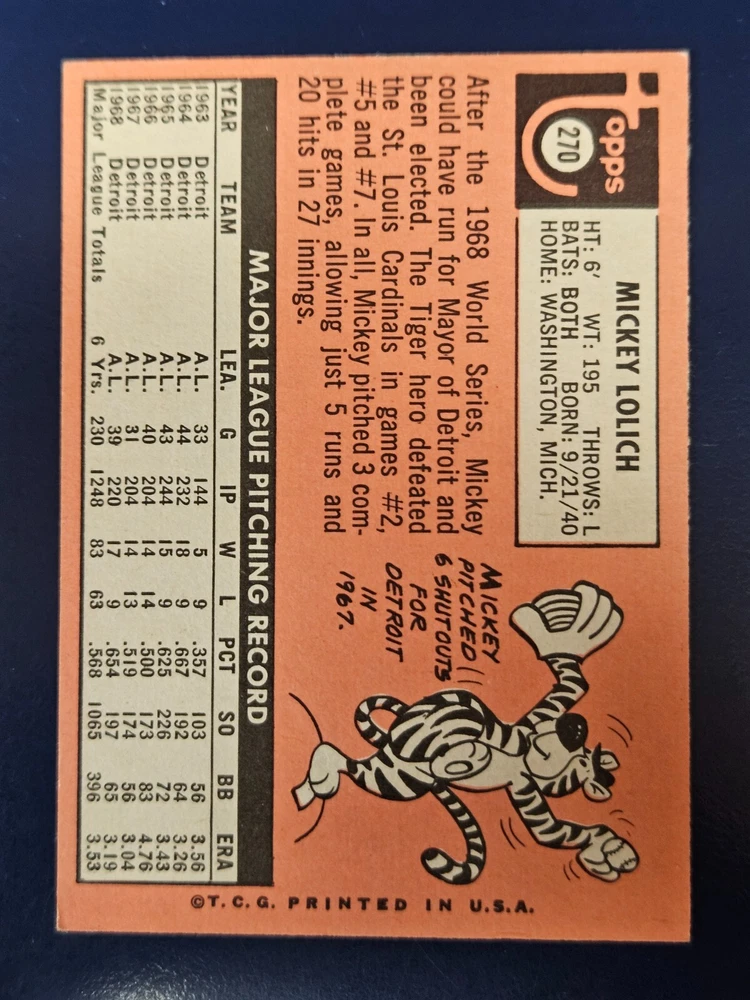 Topps
270
MICKEY LOLICH
HT: 6' WT: 195 THROWS: L
BATS: BOTH BORN: 9/21/40
HOME: WASHINGTON, MICH.
After the 1968 World Series, Mickey
could have run for Mayor of Detroit and
been elected. The Tiger hero defeated
the St. Louis Cardinals in games #2,
#5 and #7. In all, Mickey pitched 3 com-
plete games, allowing just 5 runs and
20 hits in 27 innings.
MICKEY
PITCHED
6 SHUTOUTS
FOR
DETROIT
IN
1967.
MAJOR LEAGUE PITCHING RECORD
YEAR TEAM LEA. G IP W L PCT SO BB ERA
1963 Detroit A.L. 33 144 5 9 .357 103 56 3.56
1964 Detroit A.L. 44 232 18 9 .667 192 64 3.26
1965 Detroit A.L. 43 244 15 9 .625 226 72 3.43
1966 Detroit A.L. 40 204 14 14 .500 173 83 4.76
1967 Detroit A.L. 31 204 14 13 .519 174 56 3.04
1968 Detroit A.L. 39 220 17 9 .654 197 65 3.19
Major League Totals 6 Yrs. 230 1248 83 63 .568 1065 396 3.53
©T.C.G. PRINTED IN U.S.A.